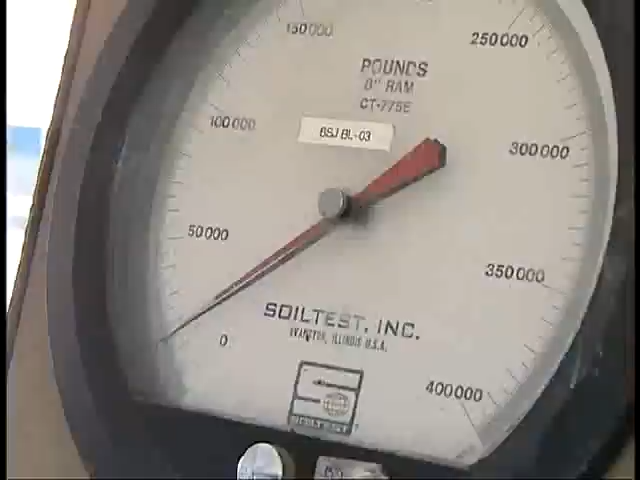 150000
250000
POUNDS
8" RAM
CT-775E
100000
BSJ BL-03
300000
50000
350000
SOILTEST, INC.
EVANSTON, ILLINOIS U.S.A.
0
400000
SOILTEST